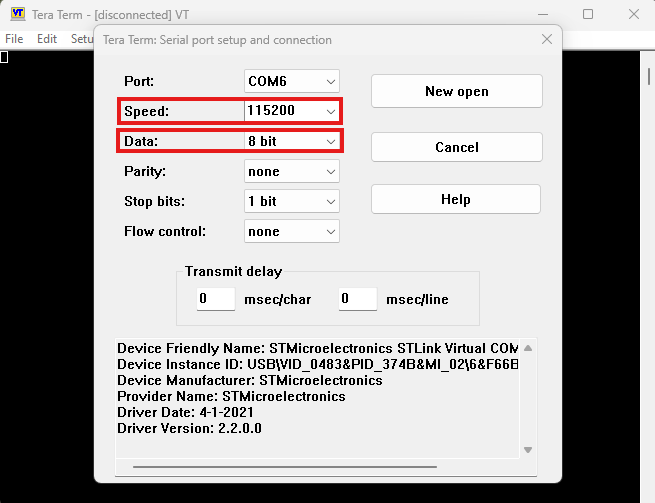 VT Tera Term - [disconnected] VT
File Edit Setu
Tera Term: Serial port setup and connection
Port: COM6
New open
Speed: 115200
Data: 8 bit
Cancel
Parity: none
Stop bits: 1 bit
Help
Flow control: none
Transmit delay
0 msec/char 0 msec/line
Device Friendly Name: STMicroelectronics STLink Virtual COM
Device Instance ID: USB\VID_0483&PID_374B&MI_02\6&F66B
Device Manufacturer: STMicroelectronics
Provider Name: STMicroelectronics
Driver Date: 4-1-2021
Driver Version: 2.2.0.0